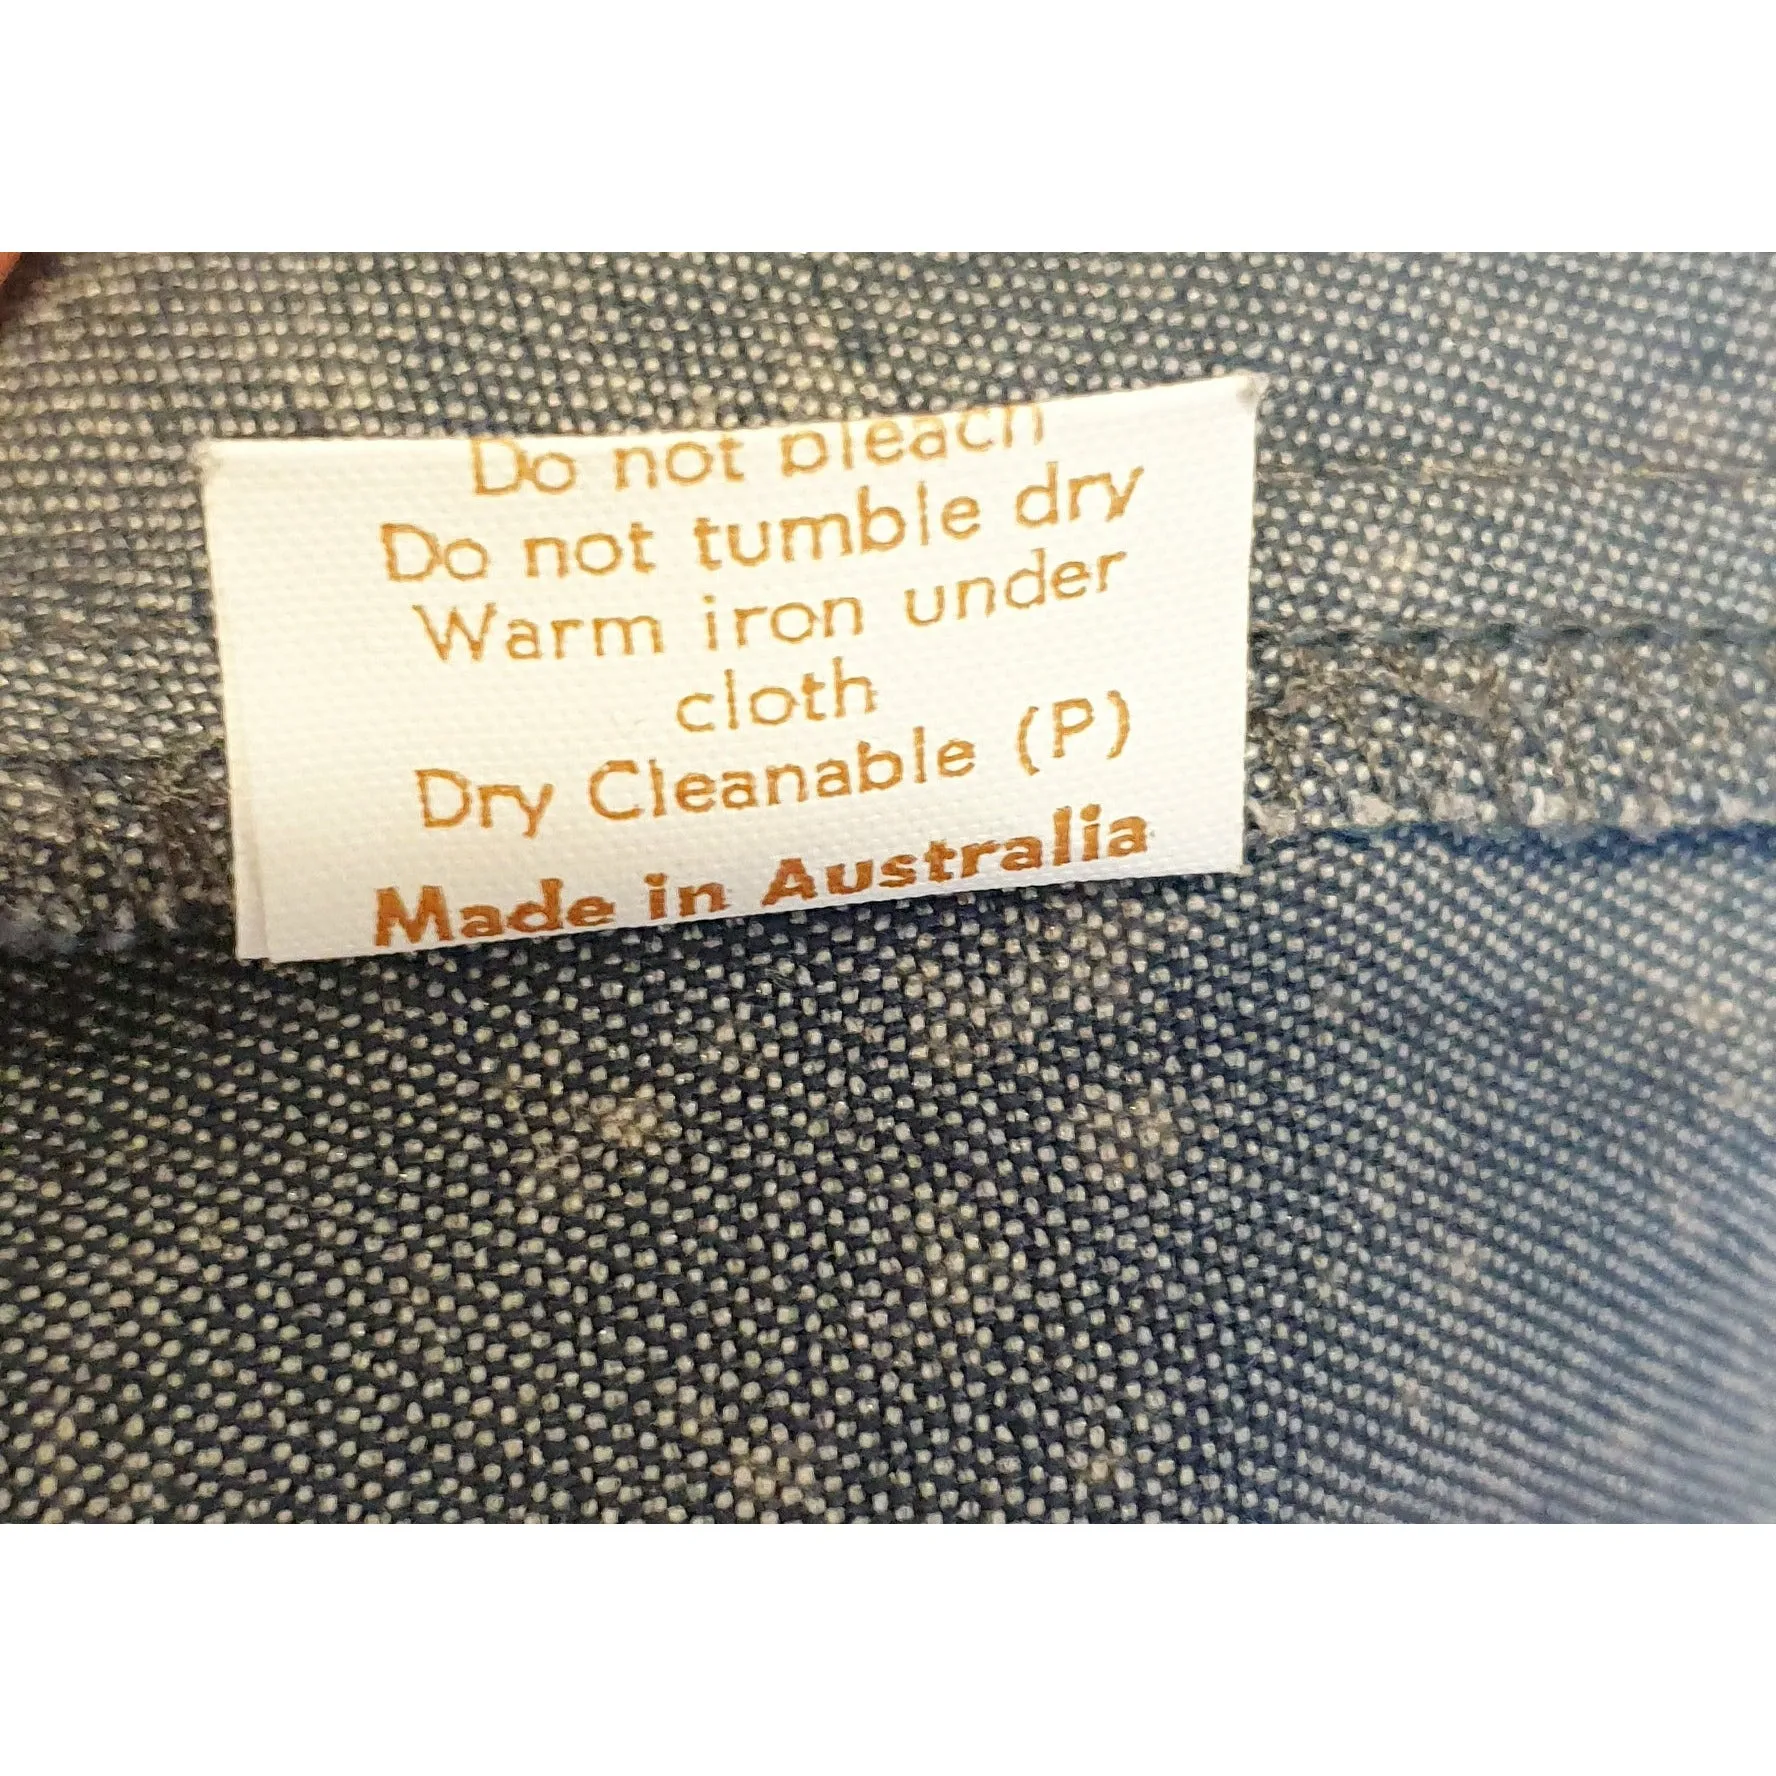 Do not bleach
Do not tumble dry
Warm iron under
cloth
Dry Cleanable (P)
Made in Australia